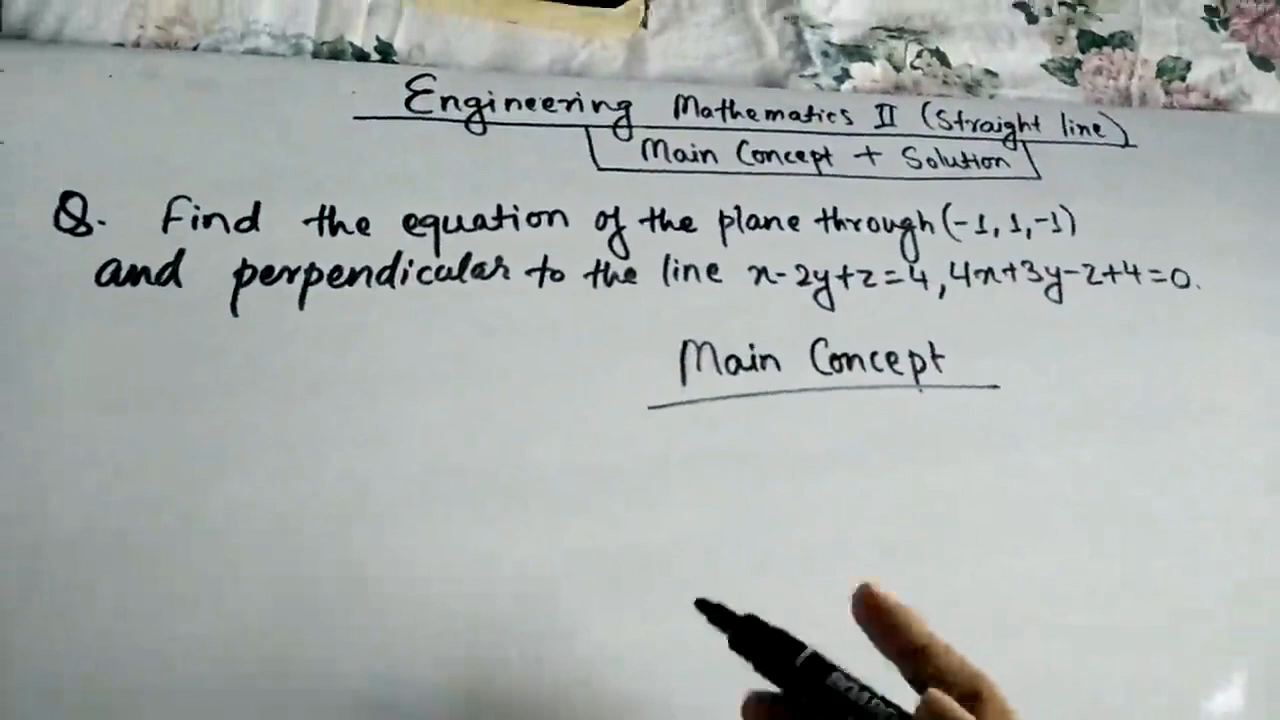 Engineering Mathematics II (Straight line)
Main Concept + Solution
Q. Find the equation of the plane through (-1, 1, -1)
and perpendicular to the line x-2y+z=4, 4x+3y-z+4=0.
Main Concept